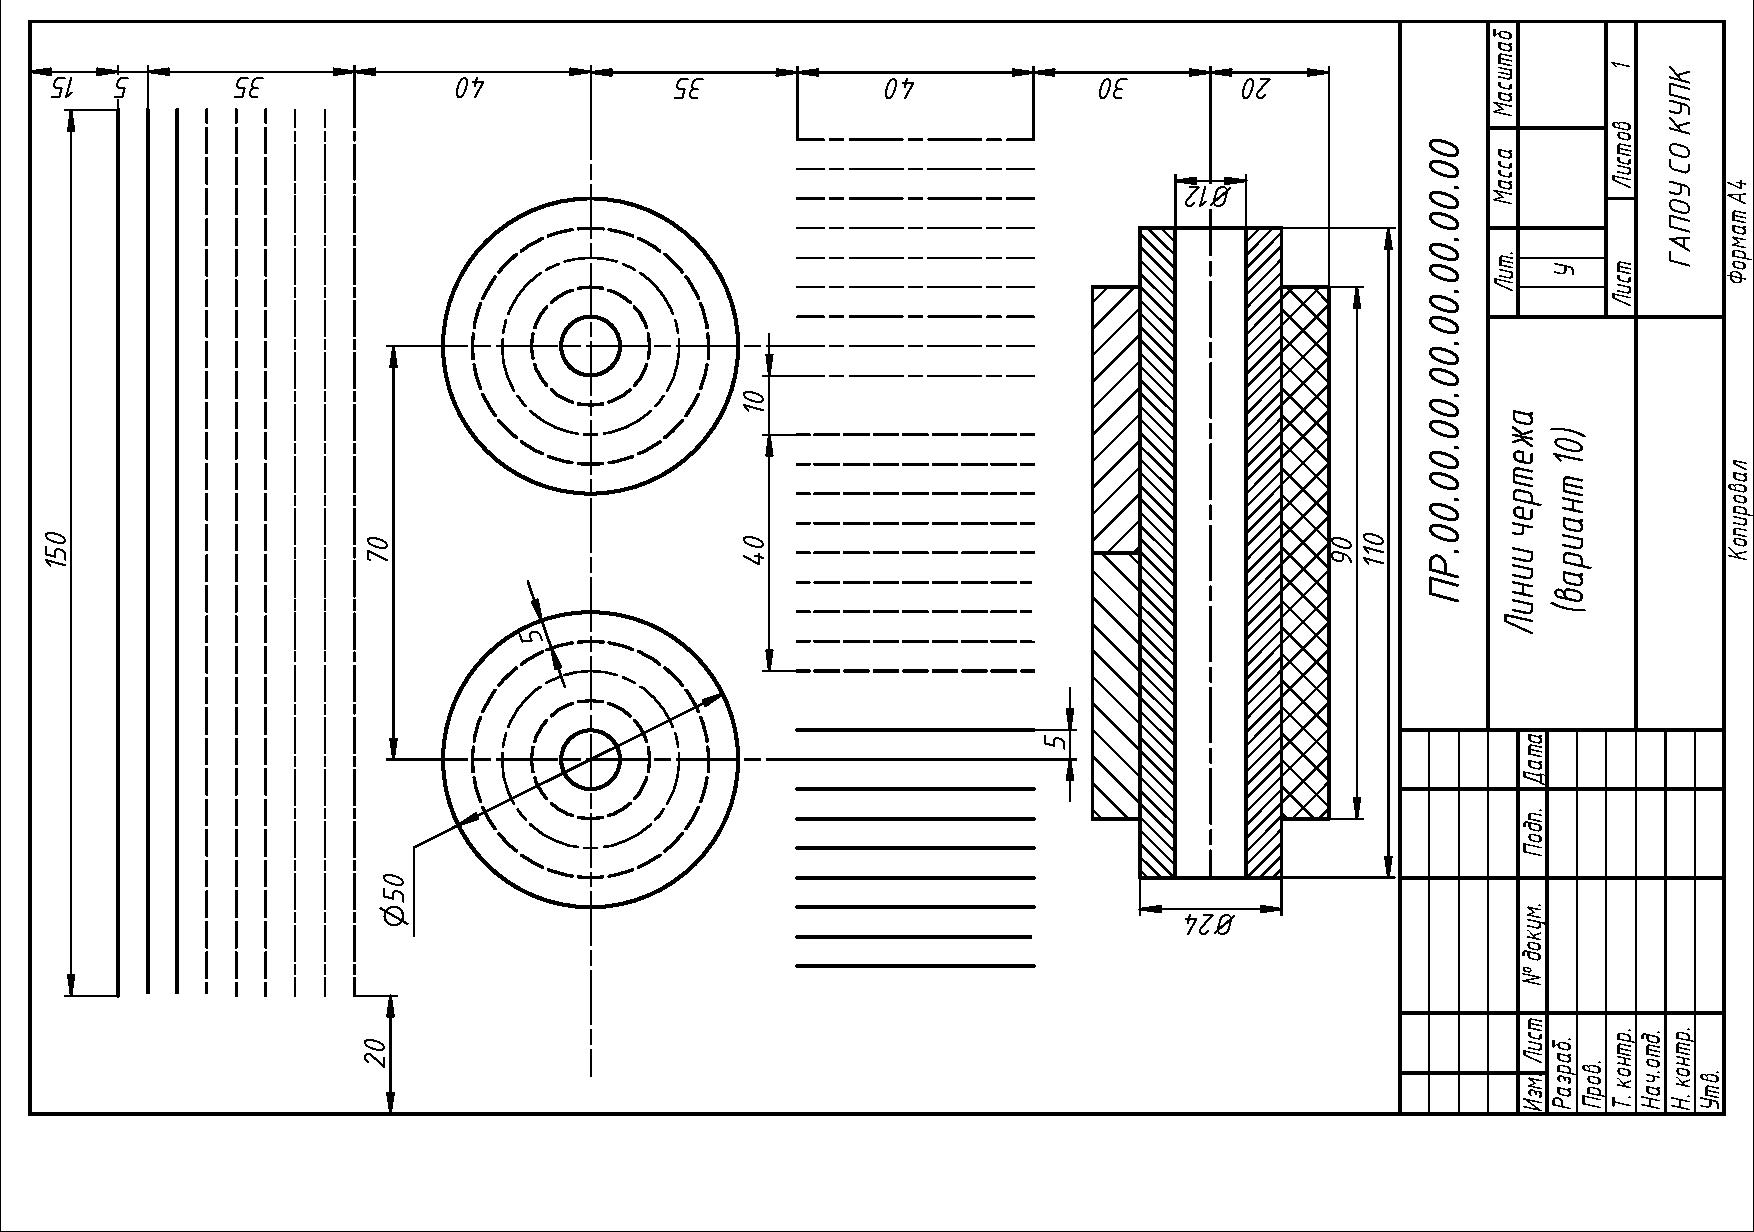 15
5
35
40
35
40
30
20
150
70
5
Ø50
20
10
40
5
Ø12
Ø24
90
110
ПР.00.00.00.00.00.00.00.00
Линии чертежа
(вариант 10)
Лит.
Масса
Масштаб
У
Лист
Листов 1
ГАПОУ СО КУПК
Изм.
Лист
№ докум.
Подп.
Дата
Разраб.
Пров.
Т. контр.
Нач.отд.
Н. контр.
Утв.
Копировал
Формат А4